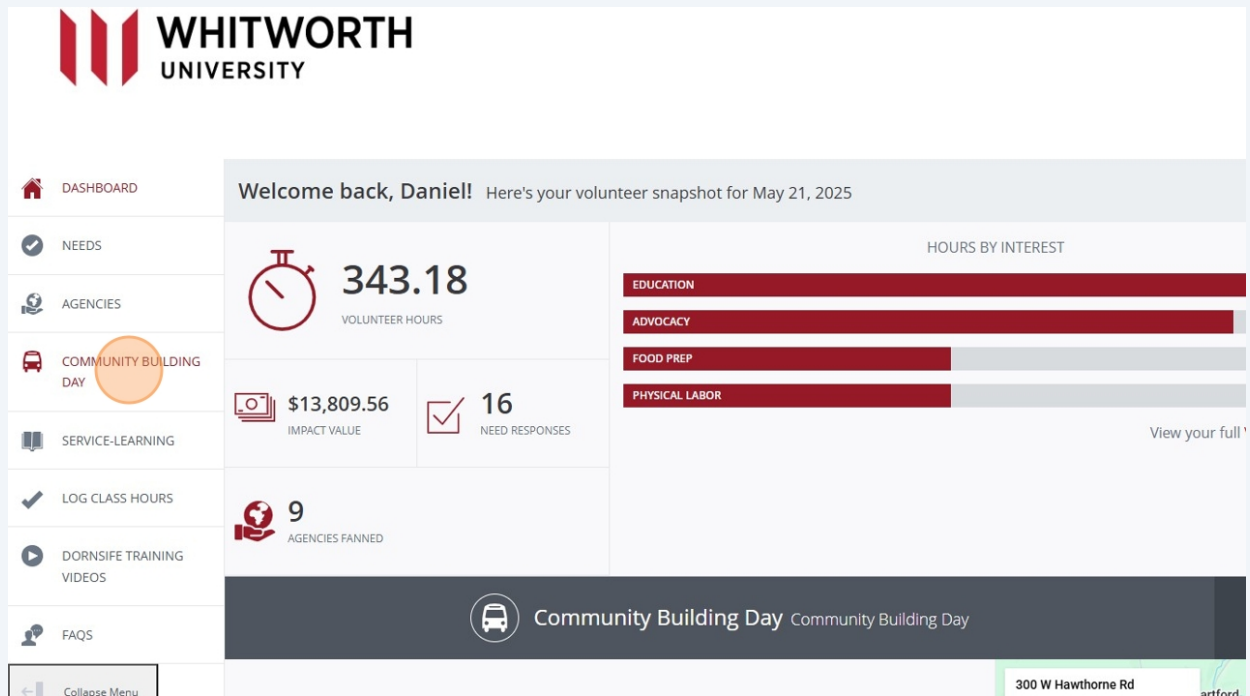 WHITWORTH
UNIVERSITY
DASHBOARD
NEEDS
AGENCIES
COMMUNITY BUILDING
DAY
SERVICE-LEARNING
LOG CLASS HOURS
DORNSIFE TRAINING
VIDEOS
FAQS
Collapse Menu
Welcome back, Daniel! Here's your volunteer snapshot for May 21, 2025
343.18
VOLUNTEER HOURS
$13,809.56
IMPACT VALUE
16
NEED RESPONSES
9
AGENCIES FANNED
HOURS BY INTEREST
EDUCATION
ADVOCACY
FOOD PREP
PHYSICAL LABOR
View your full
Community Building Day Community Building Day
300 W Hawthorne Rd
artford